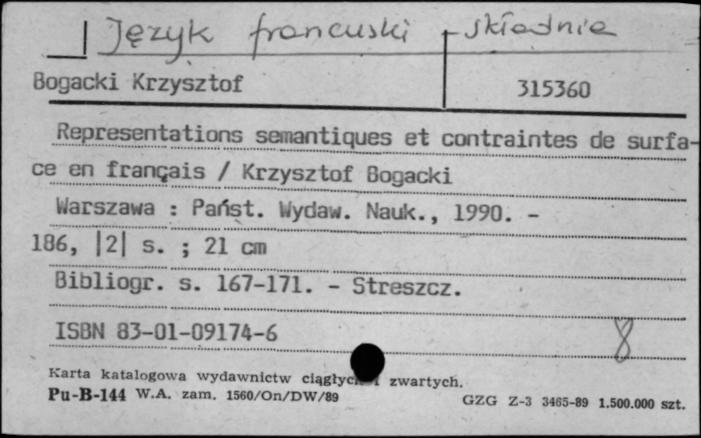 Język francuski - składnia
Bogacki Krzysztof
315360
Representations semantiques et contraintes de surfa-
ce en français / Krzysztof Bogacki
Warszawa : Państ. Wydaw. Nauk., 1990. -
186, |2| s. ; 21 cm
Bibliogr. s. 167-171. - Streszcz.
ISBN 83-01-09174-6
8
Karta katalogowa wydawnictw ciągłych i zwartych.
Pu-B-144 W.A. zam. 1560/On/DW/89
GZG Z-3 3465-89 1.500.000 szt.